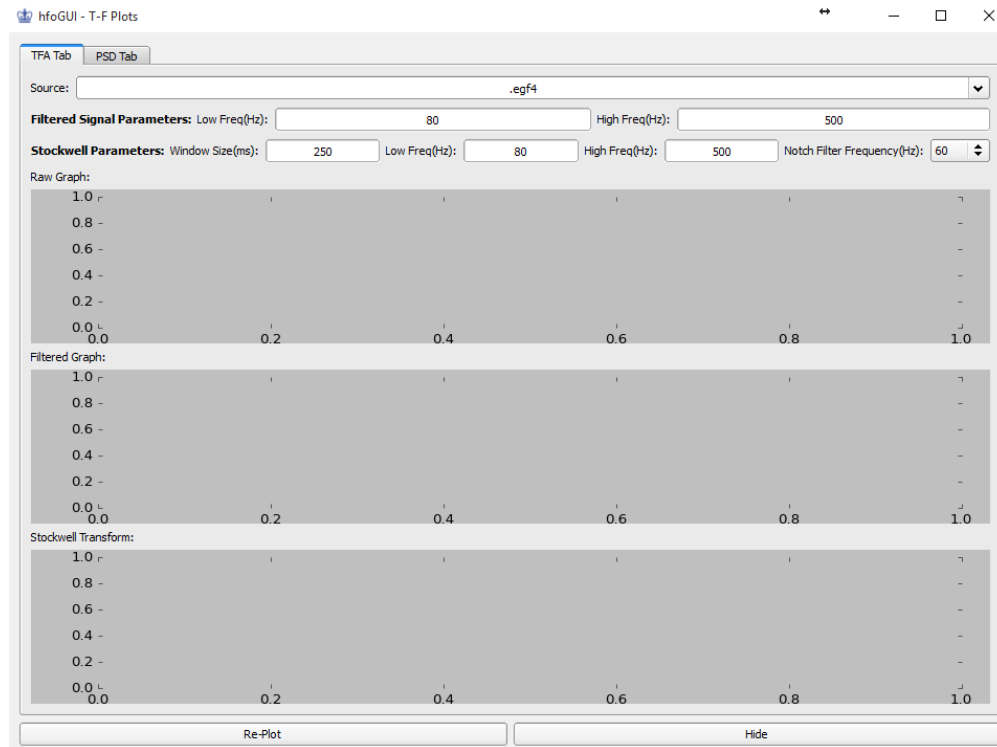 hfoGUI - T-F Plots
TFA Tab PSD Tab
Source: .egf4
Filtered Signal Parameters: Low Freq(Hz): 80 High Freq(Hz): 500
Stockwell Parameters: Window Size(ms): 250 Low Freq(Hz): 80 High Freq(Hz): 500 Notch Filter Frequency(Hz): 60
Raw Graph:
1.0
0.8
0.6
0.4
0.2
0.0
0.0 0.2 0.4 0.6 0.8 1.0
Filtered Graph:
1.0
0.8
0.6
0.4
0.2
0.0
0.0 0.2 0.4 0.6 0.8 1.0
Stockwell Transform:
1.0
0.8
0.6
0.4
0.2
0.0
0.0 0.2 0.4 0.6 0.8 1.0
Re-Plot Hide